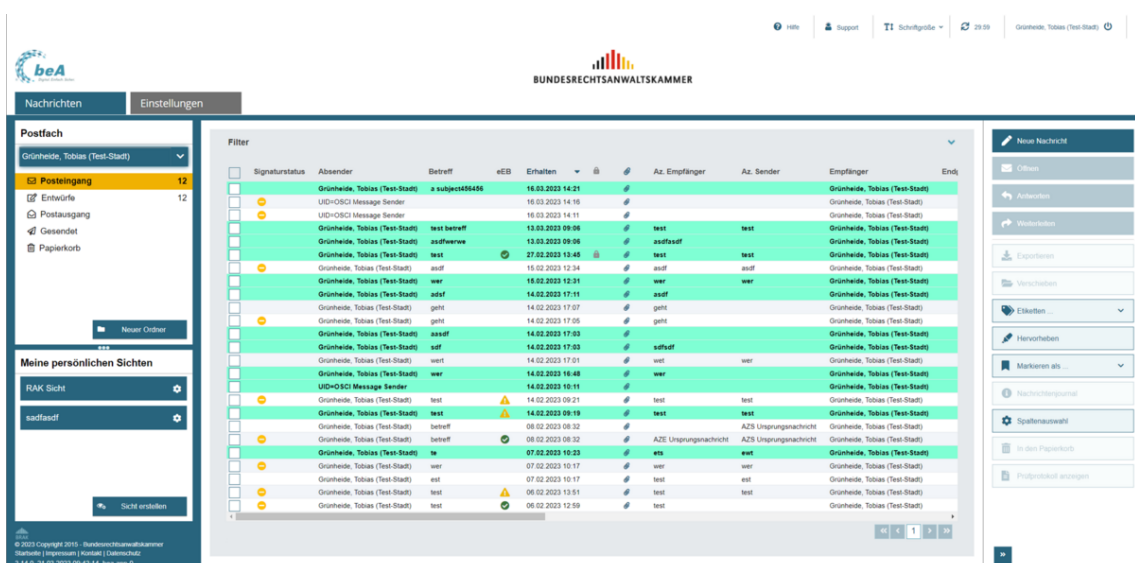 Hilfe Support Schriftgröße 29:59 Grünheide, Tobias (Test-Stadt)
beA
BUNDESRECHTSANWALTSKAMMER
Nachrichten Einstellungen
Postfach
Grünheide, Tobias (Test-Stadt)
Posteingang 12
Entwürfe 12
Postausgang
Gesendet
Papierkorb
Neuer Ordner
Meine persönlichen Sichten
RAK Sicht
sadfasdf
Sicht erstellen
BRAK
© 2023 Copyright 2015 - Bundesrechtsanwaltskammer
Startseite | Impressum | Kontakt | Datenschutz
Filter
Signaturstatus Absender Betreff eEB Erhalten Az. Empfänger Az. Sender Empfänger
Grünheide, Tobias (Test-Stadt) a subject456456 16.03.2023 14:21 Grünheide, Tobias (Test-Stadt)
UID=OSCI Message Sender 16.03.2023 14:16 Grünheide, Tobias (Test-Stadt)
UID=OSCI Message Sender 16.03.2023 14:11 Grünheide, Tobias (Test-Stadt)
Grünheide, Tobias (Test-Stadt) test betreff 13.03.2023 09:06 test test Grünheide, Tobias (Test-Stadt)
Grünheide, Tobias (Test-Stadt) asdfwerwe 13.03.2023 09:06 asdfasdf Grünheide, Tobias (Test-Stadt)
Grünheide, Tobias (Test-Stadt) test 27.02.2023 13:45 test test Grünheide, Tobias (Test-Stadt)
Grünheide, Tobias (Test-Stadt) asdf 15.02.2023 12:34 asdf asdf Grünheide, Tobias (Test-Stadt)
Grünheide, Tobias (Test-Stadt) wer 15.02.2023 12:31 wer wer Grünheide, Tobias (Test-Stadt)
Grünheide, Tobias (Test-Stadt) adsf 14.02.2023 17:11 asdf Grünheide, Tobias (Test-Stadt)
Grünheide, Tobias (Test-Stadt) geht 14.02.2023 17:07 geht Grünheide, Tobias (Test-Stadt)
Grünheide, Tobias (Test-Stadt) geht 14.02.2023 17:05 geht Grünheide, Tobias (Test-Stadt)
Grünheide, Tobias (Test-Stadt) aasdf 14.02.2023 17:03 Grünheide, Tobias (Test-Stadt)
Grünheide, Tobias (Test-Stadt) sdf 14.02.2023 17:03 sdfsdf Grünheide, Tobias (Test-Stadt)
Grünheide, Tobias (Test-Stadt) wert 14.02.2023 17:01 wet wer Grünheide, Tobias (Test-Stadt)
Grünheide, Tobias (Test-Stadt) wer 14.02.2023 16:48 wer Grünheide, Tobias (Test-Stadt)
UID=OSCI Message Sender 14.02.2023 10:11 Grünheide, Tobias (Test-Stadt)
Grünheide, Tobias (Test-Stadt) test 14.02.2023 09:21 test test Grünheide, Tobias (Test-Stadt)
Grünheide, Tobias (Test-Stadt) test 14.02.2023 09:19 test test Grünheide, Tobias (Test-Stadt)
Grünheide, Tobias (Test-Stadt) betreff 08.02.2023 08:32 AZS Ursprungsnachricht Grünheide, Tobias (Test-Stadt)
Grünheide, Tobias (Test-Stadt) betreff 08.02.2023 08:32 AZE Ursprungsnachricht AZS Ursprungsnachricht Grünheide, Tobias (Test-Stadt)
Grünheide, Tobias (Test-Stadt) te 07.02.2023 10:23 ets ewt Grünheide, Tobias (Test-Stadt)
Grünheide, Tobias (Test-Stadt) wer 07.02.2023 10:17 wer wer Grünheide, Tobias (Test-Stadt)
Grünheide, Tobias (Test-Stadt) est 07.02.2023 10:17 test est Grünheide, Tobias (Test-Stadt)
Grünheide, Tobias (Test-Stadt) test 06.02.2023 13:51 test test Grünheide, Tobias (Test-Stadt)
Grünheide, Tobias (Test-Stadt) test 06.02.2023 12:59 test Grünheide, Tobias (Test-Stadt)
1
Neue Nachricht
Öffnen
Antworten
Weiterleiten
Exportieren
Verschieben
Etiketten ...
Hervorheben
Markieren als ...
Nachrichtenjournal
Spaltenauswahl
In den Papierkorb
Prüfprotokoll anzeigen